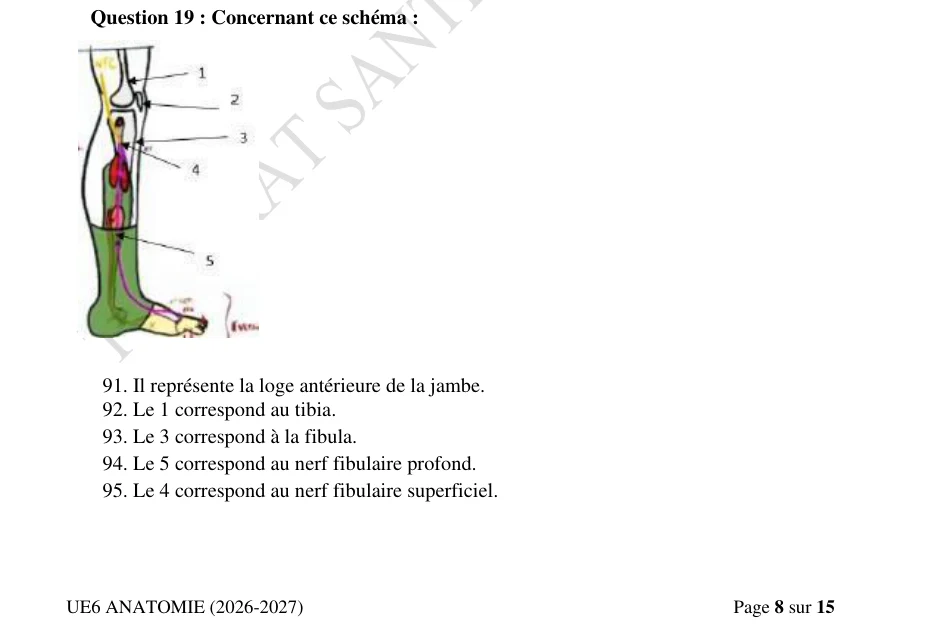 Question 19 : Concernant ce schéma :
1
2
3
4
5
91. Il représente la loge antérieure de la jambe.
92. Le 1 correspond au tibia.
93. Le 3 correspond à la fibula.
94. Le 5 correspond au nerf fibulaire profond.
95. Le 4 correspond au nerf fibulaire superficiel.
UE6 ANATOMIE (2026-2027)
Page 8 sur 15